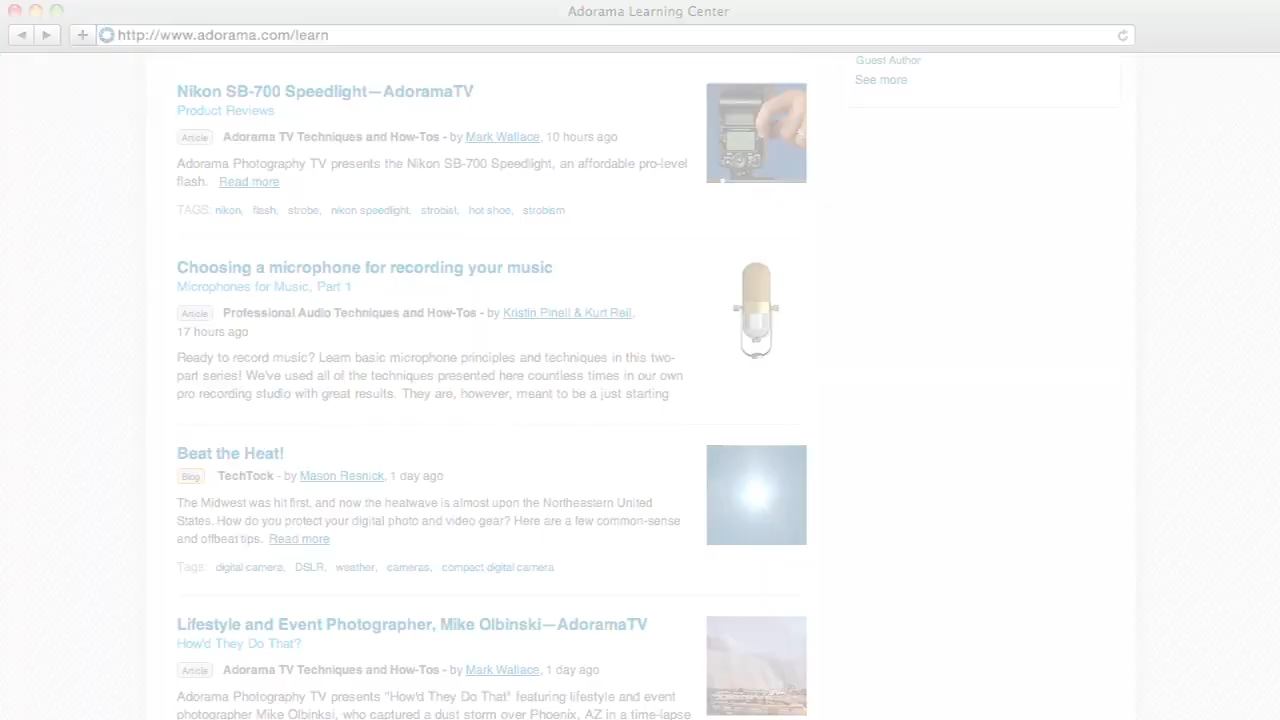 Adorama Learning Center
http://www.adorama.com/learn
Guest Author
See more
Nikon SB-700 Speedlight—AdoramaTV
Product Reviews
Article Adorama TV Techniques and How-Tos - by Mark Wallace, 10 hours ago
Adorama Photography TV presents the Nikon SB-700 Speedlight, an affordable pro-level
flash. Read more
TAGS: nikon, flash, strobe, nikon speedlight, strobist, hot shoe, strobism
Choosing a microphone for recording your music
Microphones for Music, Part 1
Article Professional Audio Techniques and How-Tos - by Kristin Pinell & Kurt Reil,
17 hours ago
Ready to record music? Learn basic microphone principles and techniques in this two-
part series! We've used all of the techniques presented here countless times in our own
pro recording studio with great results. They are, however, meant to be a just starting
Beat the Heat!
Blog TechTock - by Mason Resnick, 1 day ago
The Midwest was hit first, and now the heatwave is almost upon the Northeastern United
States. How do you protect your digital photo and video gear? Here are a few common-sense
and offbeat tips. Read more
Tags: digital camera, DSLR, weather, cameras, compact digital camera
Lifestyle and Event Photographer, Mike Olbinski—AdoramaTV
How'd They Do That?
Article Adorama TV Techniques and How-Tos - by Mark Wallace, 1 day ago
Adorama Photography TV presents "How'd They Do That" featuring lifestyle and event
photographer Mike Olbinksi, who captured a dust storm over Phoenix, AZ in a time-lapse